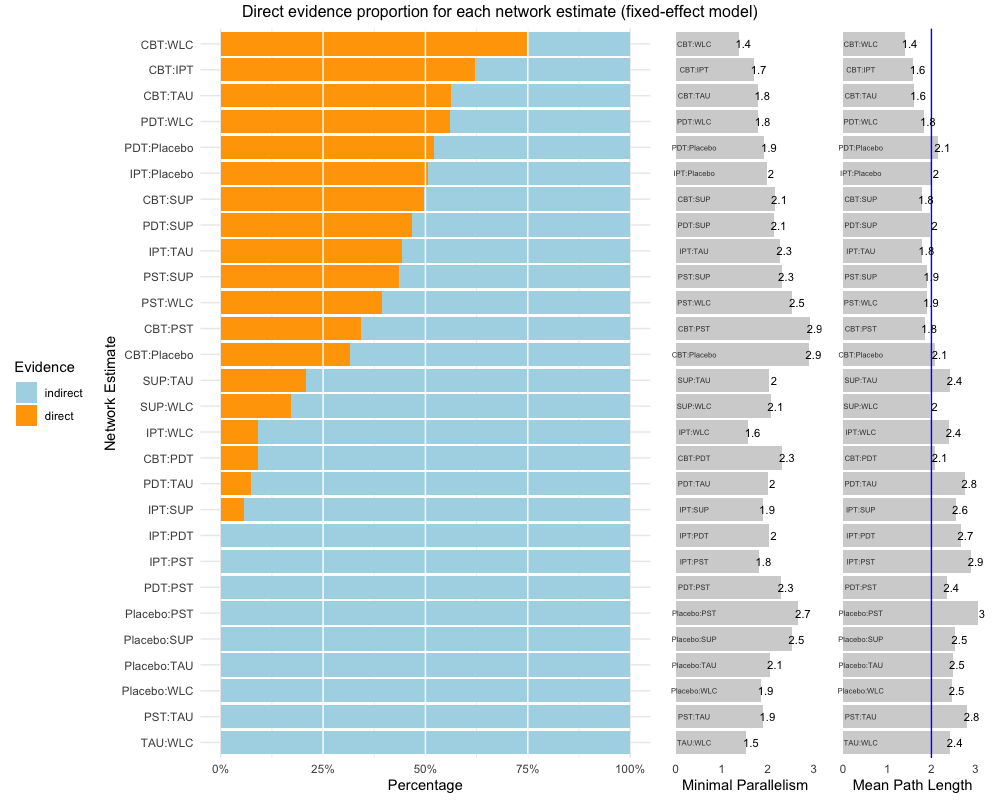 Direct evidence proportion for each network estimate (fixed-effect model)
Evidence
indirect
direct
Network Estimate
CBT:WLC
CBT:IPT
CBT:TAU
PDT:WLC
PDT:Placebo
IPT:Placebo
CBT:SUP
PDT:SUP
IPT:TAU
PST:SUP
PST:WLC
CBT:PST
CBT:Placebo
SUP:TAU
SUP:WLC
IPT:WLC
CBT:PDT
PDT:TAU
IPT:SUP
IPT:PDT
IPT:PST
PDT:PST
Placebo:PST
Placebo:SUP
Placebo:TAU
Placebo:WLC
PST:TAU
TAU:WLC
0% 25% 50% 75% 100%
Percentage
CBT:WLC 1.4
CBT:IPT 1.7
CBT:TAU 1.8
PDT:WLC 1.8
PDT:Placebo 1.9
IPT:Placebo 2
CBT:SUP 2.1
PDT:SUP 2.1
IPT:TAU 2.3
PST:SUP 2.3
PST:WLC 2.5
CBT:PST 2.9
CBT:Placebo 2.9
SUP:TAU 2
SUP:WLC 2.1
IPT:WLC 1.6
CBT:PDT 2.3
PDT:TAU 2
IPT:SUP 1.9
IPT:PDT 2
IPT:PST 1.8
PDT:PST 2.3
Placebo:PST 2.7
Placebo:SUP 2.5
Placebo:TAU 2.1
Placebo:WLC 1.9
PST:TAU 1.9
TAU:WLC 1.5
0 1 2 3
Minimal Parallelism
CBT:WLC 1.4
CBT:IPT 1.6
CBT:TAU 1.6
PDT:WLC 1.8
PDT:Placebo 2.1
IPT:Placebo 2
CBT:SUP 1.8
PDT:SUP 2
IPT:TAU 1.8
PST:SUP 1.9
PST:WLC 1.9
CBT:PST 1.8
CBT:Placebo 2.1
SUP:TAU 2.4
SUP:WLC 2
IPT:WLC 2.4
CBT:PDT 2.1
PDT:TAU 2.8
IPT:SUP 2.6
IPT:PDT 2.7
IPT:PST 2.9
PDT:PST 2.4
Placebo:PST 3
Placebo:SUP 2.5
Placebo:TAU 2.5
Placebo:WLC 2.5
PST:TAU 2.8
TAU:WLC 2.4
0 1 2 3
Mean Path Length